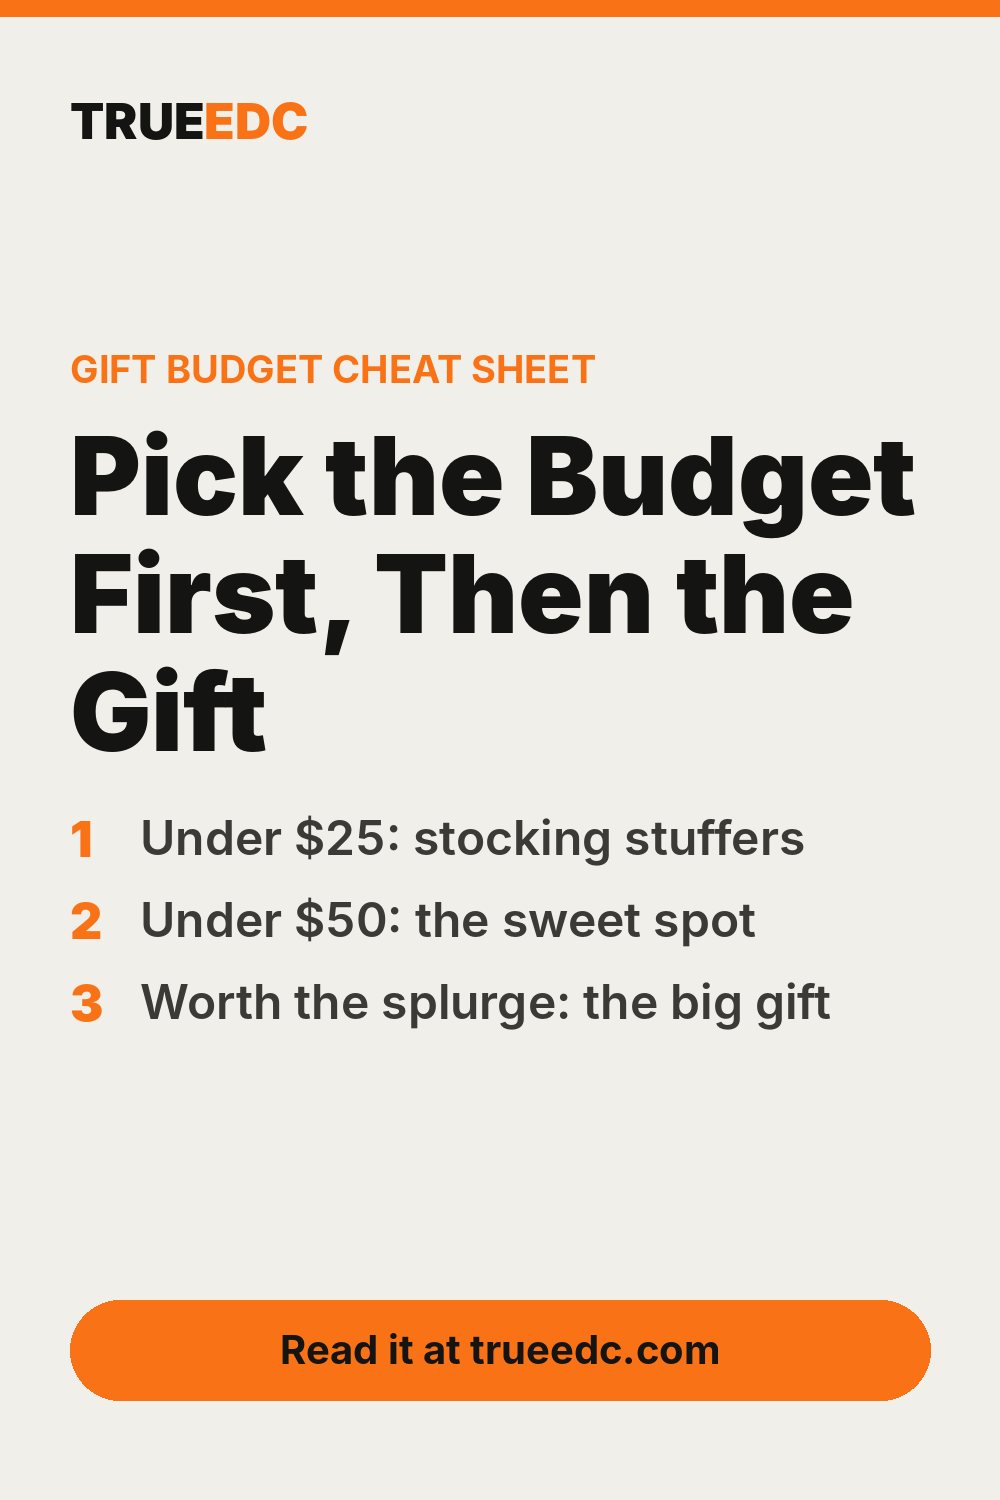 TRUEEDC
GIFT BUDGET CHEAT SHEET
Pick the Budget
First, Then the
Gift
1 Under $25: stocking stuffers
2 Under $50: the sweet spot
3 Worth the splurge: the big gift
Read it at trueedc.com